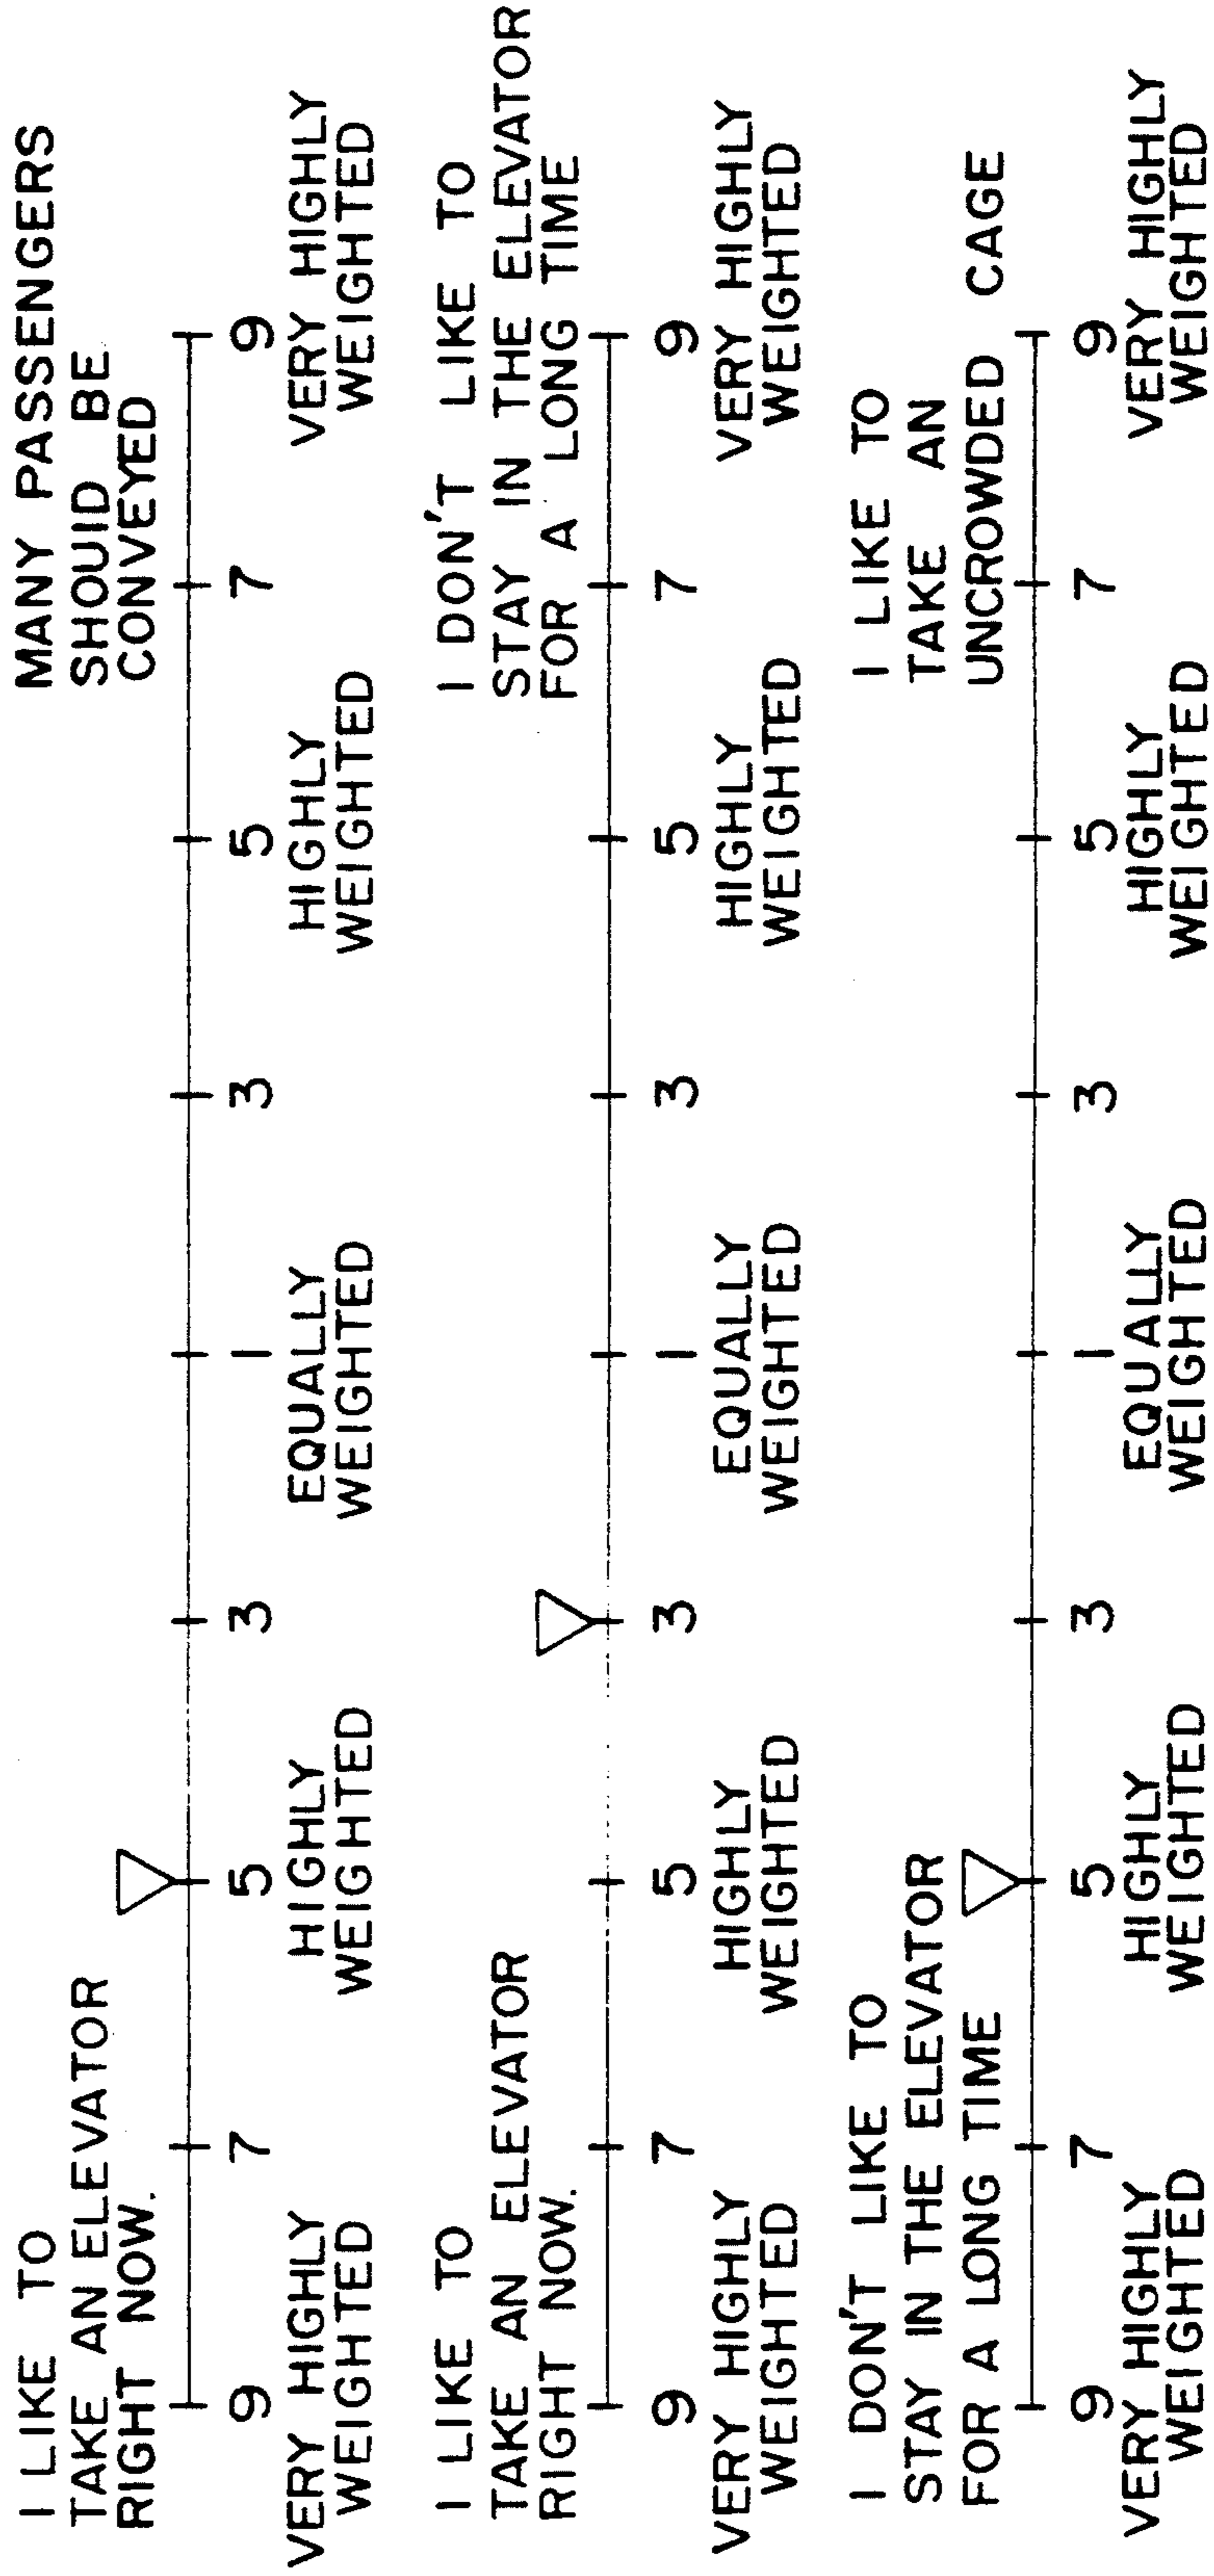 I LIKE TO
TAKE AN ELEVATOR
RIGHT NOW.
MANY PASSENGERS
SHOUID BE
CONVEYED
9 7 5 3 1 3 5 7 9
VERY HIGHLY HIGHLY EQUALLY HIGHLY VERY HIGHLY
WEIGHTED WEIGHTED WEIGHTED WEIGHTED WEIGHTED
I LIKE TO
TAKE AN ELEVATOR
RIGHT NOW.
I DON'T LIKE TO
STAY IN THE ELEVATOR
FOR A LONG TIME
9 7 5 3 1 3 5 7 9
VERY HIGHLY HIGHLY EQUALLY HIGHLY VERY HIGHLY
WEIGHTED WEIGHTED WEIGHTED WEIGHTED WEIGHTED
I DON'T LIKE TO
STAY IN THE ELEVATOR
FOR A LONG TIME
I LIKE TO
TAKE AN
UNCROWDED CAGE
9 7 5 3 1 3 5 7 9
VERY HIGHLY HIGHLY EQUALLY HIGHLY VERY HIGHLY
WEIGHTED WEIGHTED WEIGHTED WEIGHTED WEIGHTED